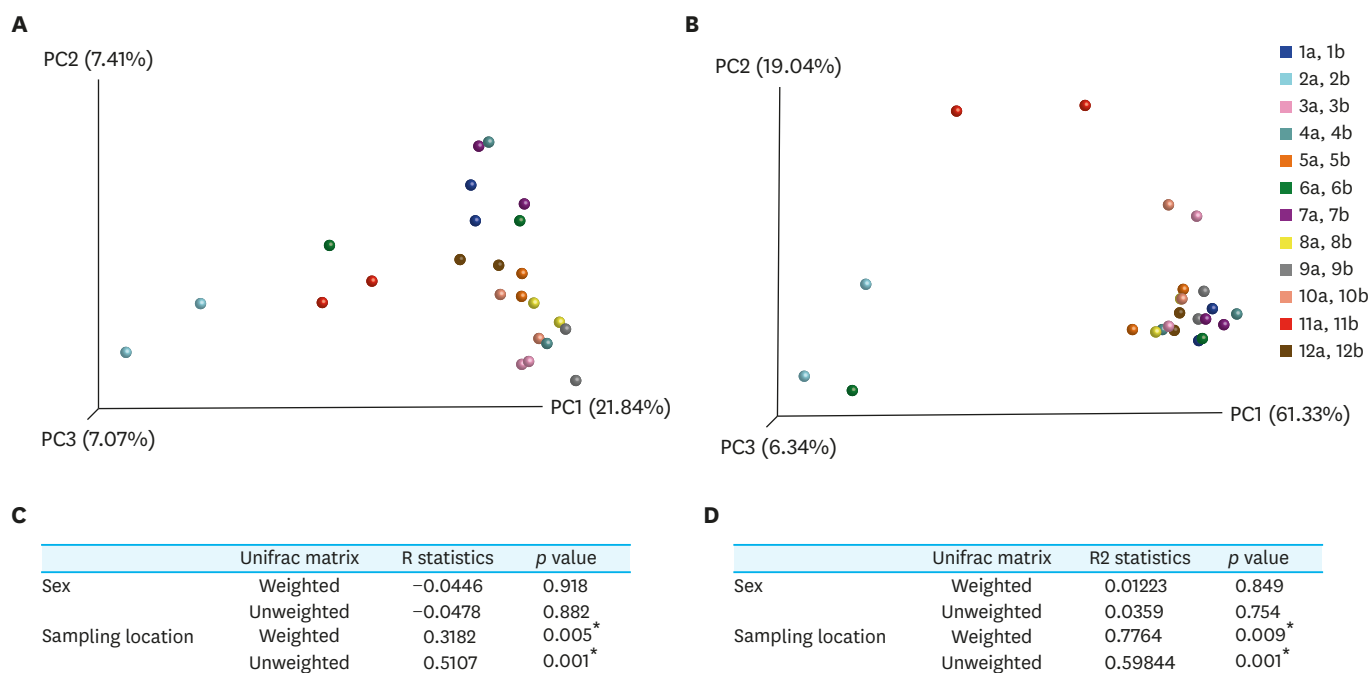 A
PC2 (7.41%)
PC1 (21.84%)
PC3 (7.07%)
B
PC2 (19.04%)
PC1 (61.33%)
PC3 (6.34%)
1a, 1b
2a, 2b
3a, 3b
4a, 4b
5a, 5b
6a, 6b
7a, 7b
8a, 8b
9a, 9b
10a, 10b
11a, 11b
12a, 12b
C
Unifrac matrix R statistics p value
Sex Weighted −0.0446 0.918
Unweighted −0.0478 0.882
Sampling location Weighted 0.3182 0.005*
Unweighted 0.5107 0.001*
D
Unifrac matrix R2 statistics p value
Sex Weighted 0.01223 0.849
Unweighted 0.0359 0.754
Sampling location Weighted 0.7764 0.009*
Unweighted 0.59844 0.001*